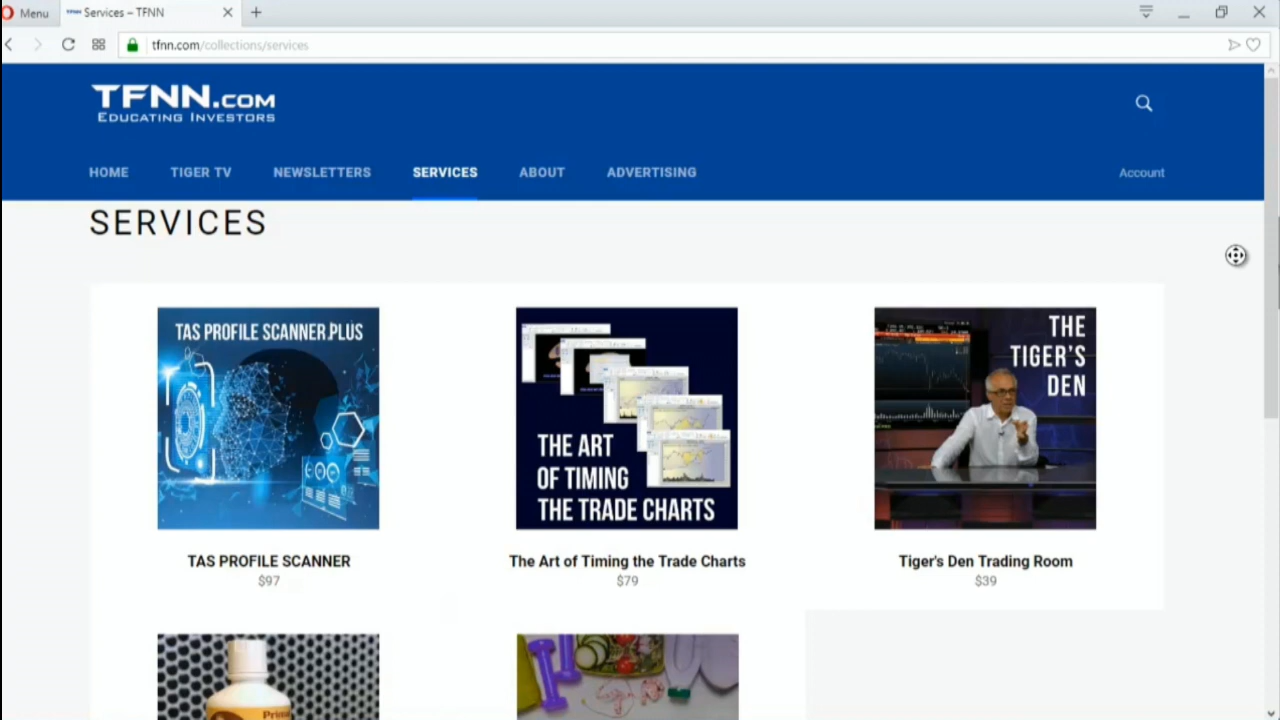 Menu
Services – TFNN
tfnn.com/collections/services
TFNN.COM
EDUCATING INVESTORS
HOME
TIGER TV
NEWSLETTERS
SERVICES
ABOUT
ADVERTISING
Account
SERVICES
TAS PROFILE SCANNER PLUS
THE ART
OF TIMING
THE TRADE CHARTS
THE
TIGER'S
DEN
TAS PROFILE SCANNER
$97
The Art of Timing the Trade Charts
$79
Tiger's Den Trading Room
$39